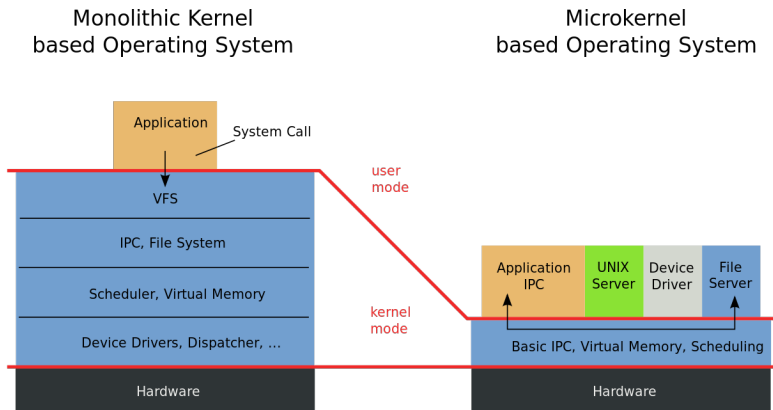 Monolithic Kernel
based Operating System
Microkernel
based Operating System
Application
System Call
user
mode
VFS
IPC, File System
Scheduler, Virtual Memory
Device Drivers, Dispatcher, ...
Hardware
kernel
mode
Application
IPC
UNIX
Server
Device
Driver
File
Server
Basic IPC, Virtual Memory, Scheduling
Hardware